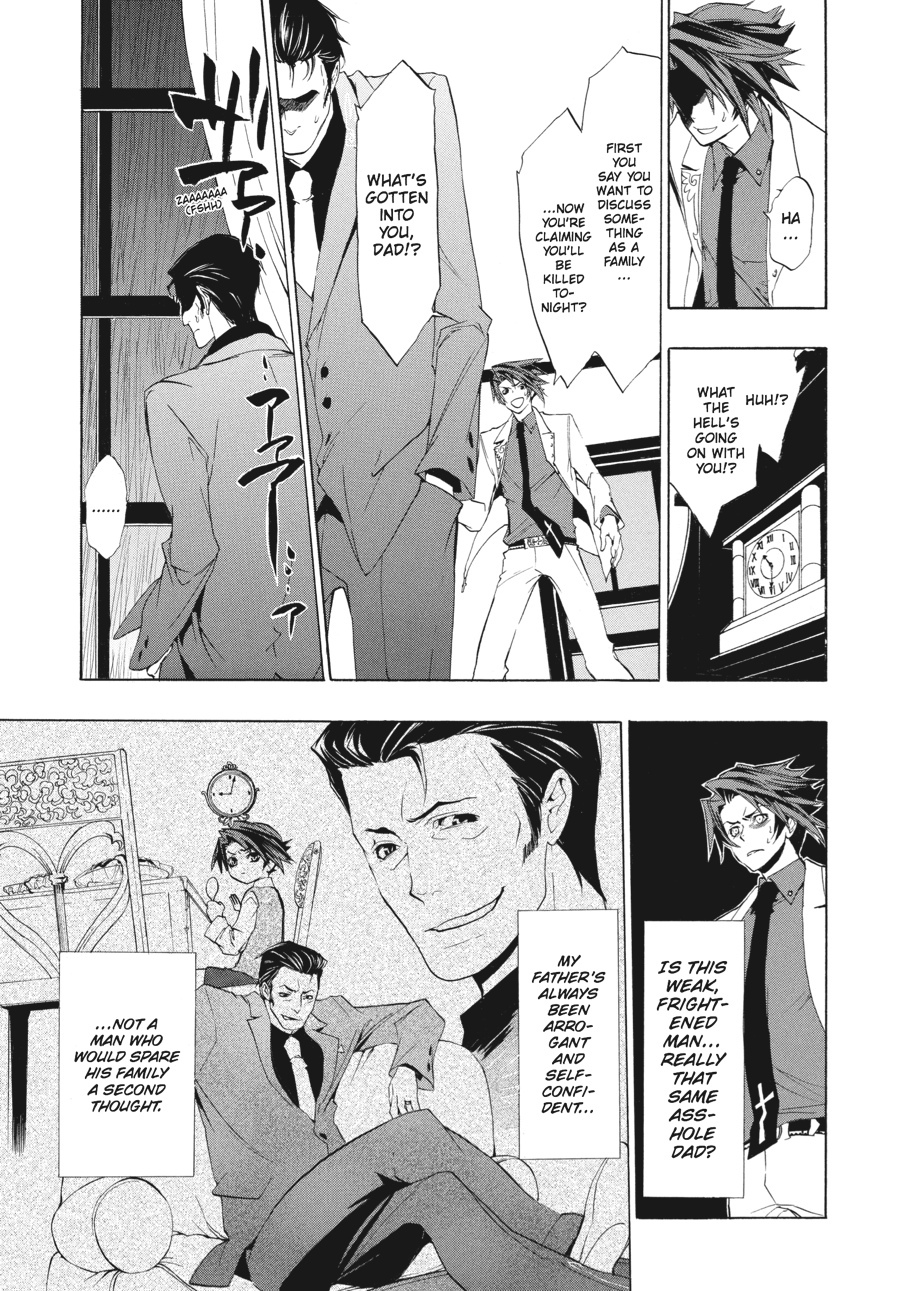 HA
...
HUH!?
WHAT
THE
HELL'S
GOING
ON WITH
YOU!?
FIRST
YOU
SAY YOU
WANT TO
DISCUSS
SOME-
THING
AS A
FAMILY
...
...NOW
YOU'RE
CLAIMING
YOU'LL
BE
KILLED
TO-
NIGHT?
WHAT'S
GOTTEN
INTO
YOU,
DAD!?
ザアァァアアアァ
ZAAAAAAA
(FSHH)
......
IS THIS
WEAK,
FRIGHT-
ENED
MAN...
REALLY
THAT
SAME
ASS-
HOLE
DAD?
MY
FATHER'S
ALWAYS
BEEN
ARRO-
GANT
AND
SELF-
CONFI-
DENT...
...NOT A
MAN WHO
WOULD SPARE
HIS FAMILY
A SECOND
THOUGHT.